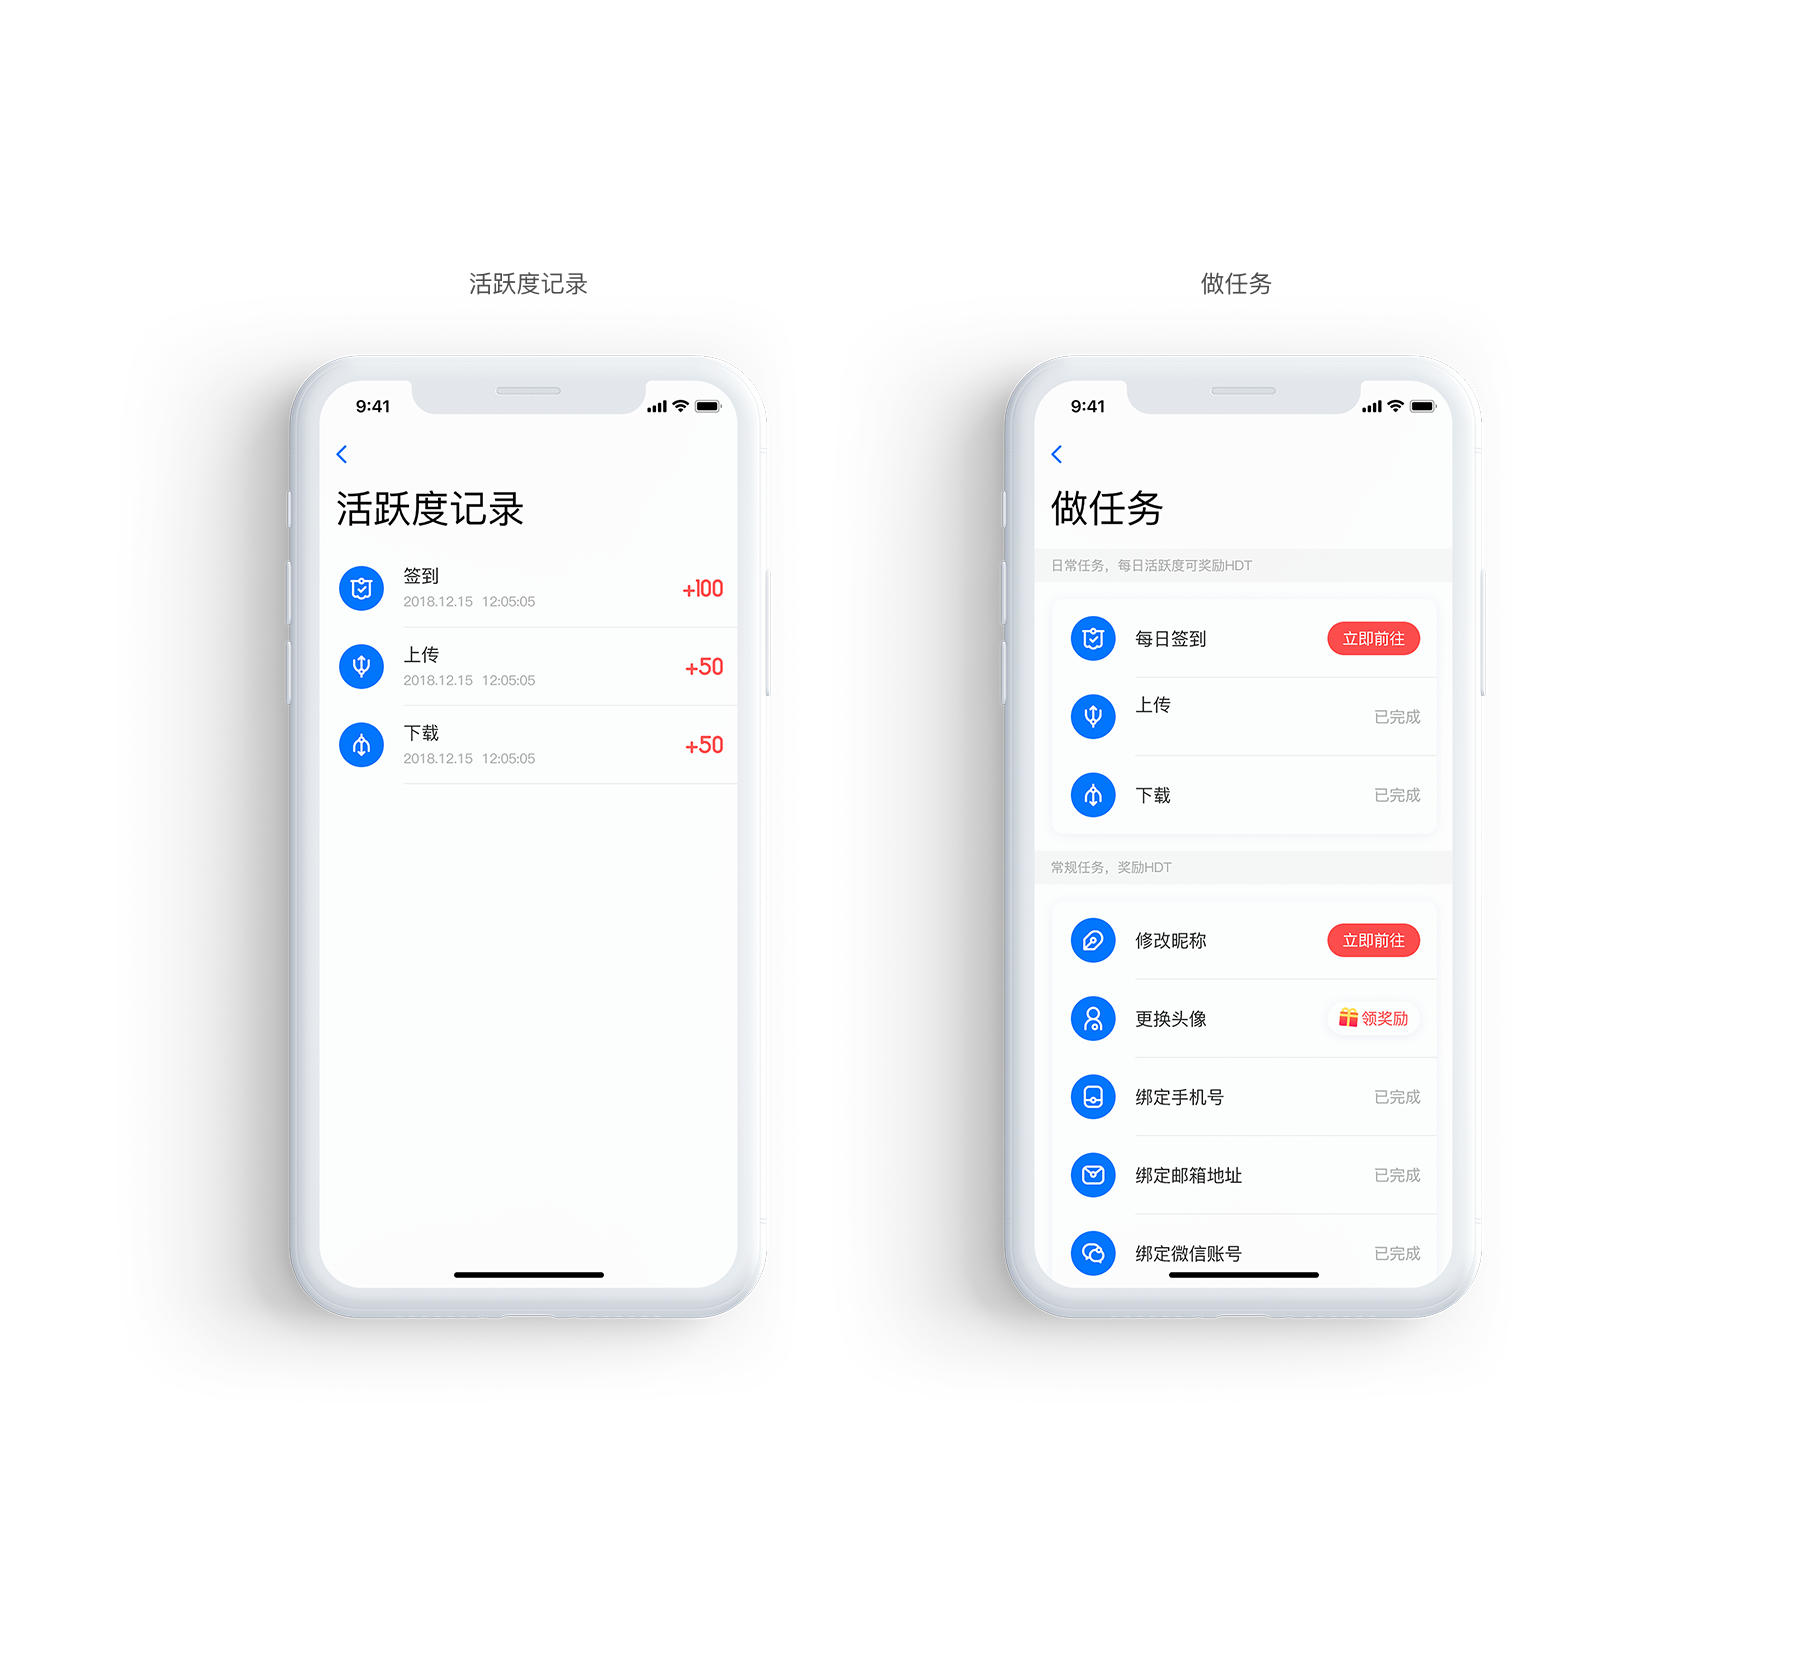 活跃度记录
做任务
9:41
活跃度记录
签到
2018.12.15 12:05:05
+100
上传
2018.12.15 12:05:05
+50
下载
2018.12.15 12:05:05
+50
9:41
做任务
日常任务，每日活跃度可奖励HDT
每日签到
立即前往
上传
已完成
下载
已完成
常规任务，奖励HDT
修改昵称
立即前往
更换头像
领奖励
绑定手机号
已完成
绑定邮箱地址
已完成
绑定微信账号
已完成